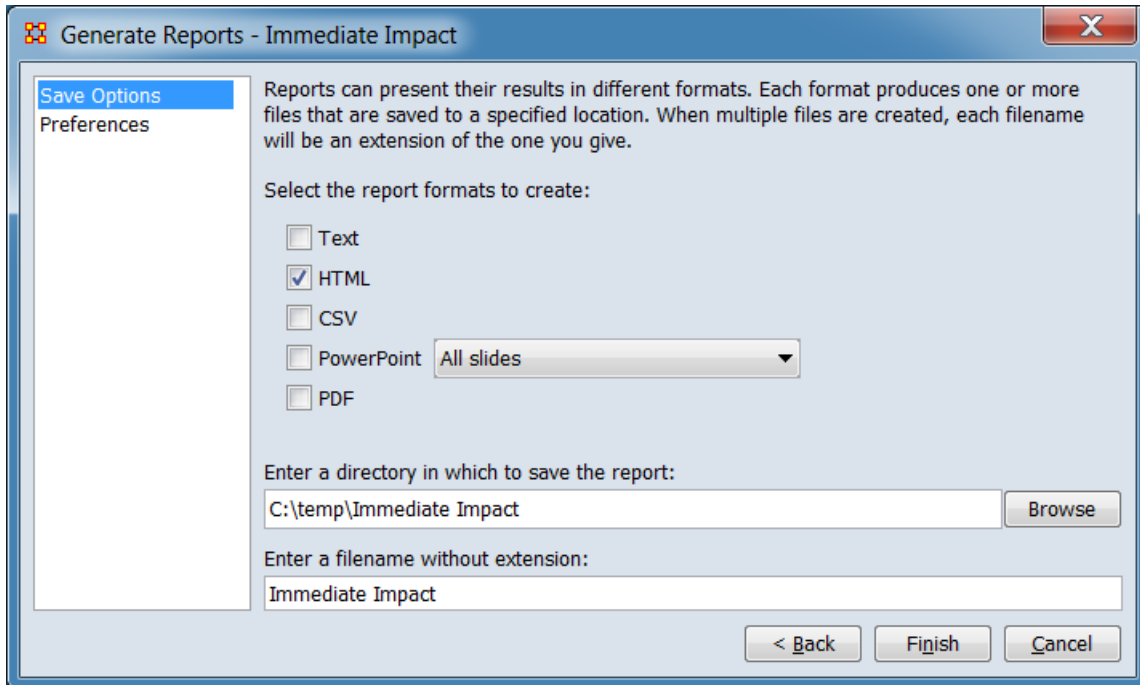 Generate Reports - Immediate Impact
X
Save Options
Preferences
Reports can present their results in different formats. Each format produces one or more
files that are saved to a specified location. When multiple files are created, each filename
will be an extension of the one you give.
Select the report formats to create:
Text
HTML
CSV
PowerPoint All slides
PDF
Enter a directory in which to save the report:
C:\temp\Immediate Impact Browse
Enter a filename without extension:
Immediate Impact
< Back Finish Cancel